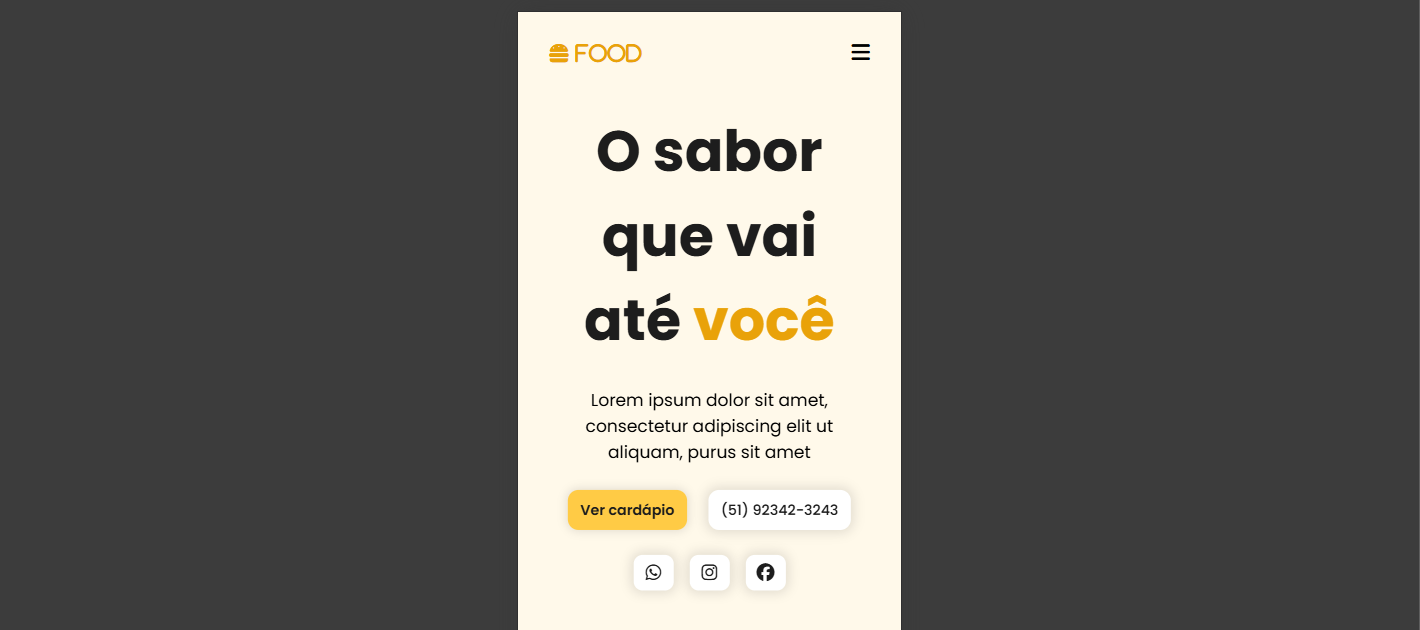 FOOD
O sabor
que vai
até você
Lorem ipsum dolor sit amet,
consectetur adipiscing elit ut
aliquam, purus sit amet
Ver cardápio
(51) 92342-3243